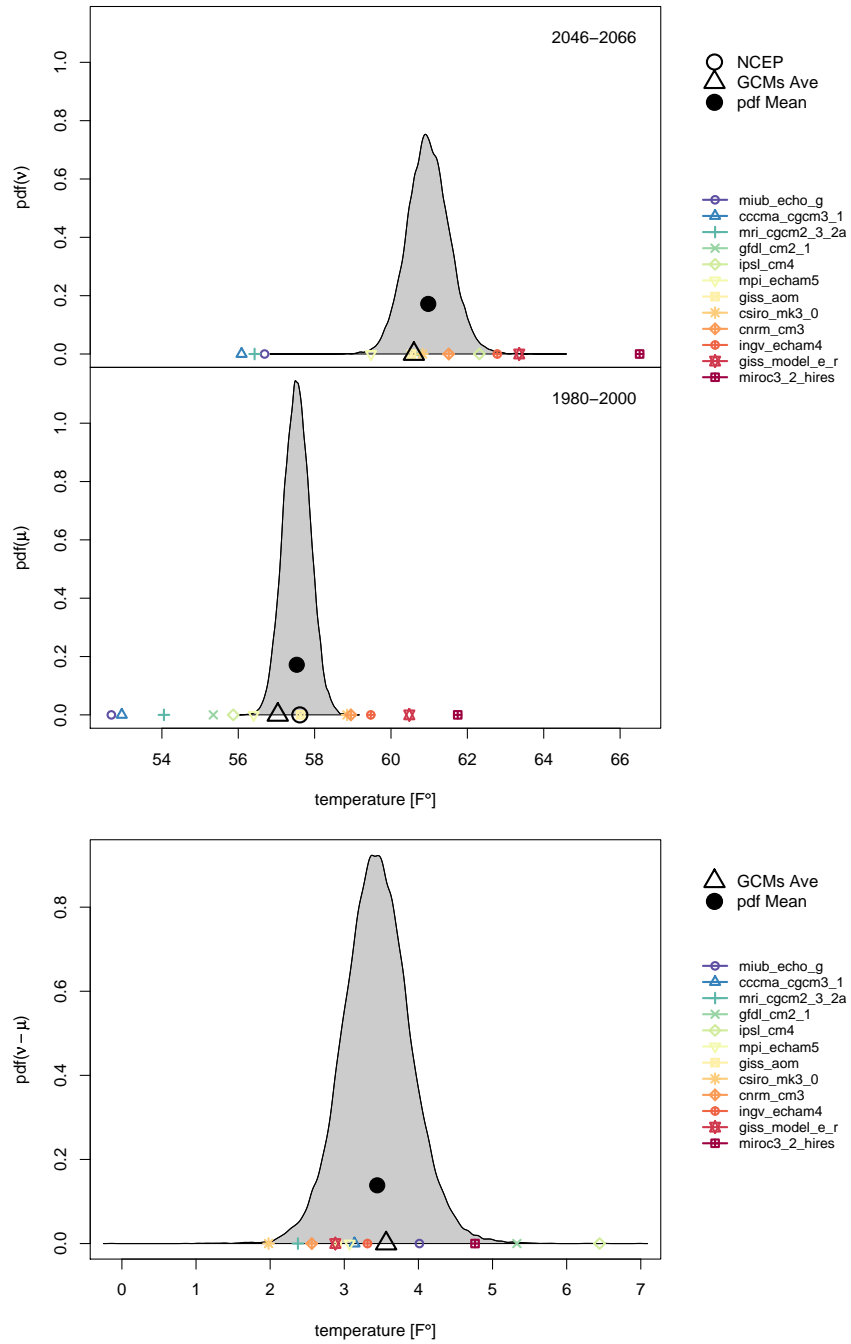 2046−2066
1.0
0.8
0.6
0.4
0.2
0.0
pdf(ν)
NCEP
GCMs Ave
pdf Mean
miub_echo_g
cccma_cgcm3_1
mri_cgcm2_3_2a
gfdl_cm2_1
ipsl_cm4
mpi_echam5
giss_aom
csiro_mk3_0
cnrm_cm3
ingv_echam4
giss_model_e_r
miroc3_2_hires
1980−2000
1.0
0.8
0.6
0.4
0.2
0.0
pdf(μ)
54 56 58 60 62 64 66
temperature [F°]
0.8
0.6
0.4
0.2
0.0
pdf(ν − μ)
0 1 2 3 4 5 6 7
temperature [F°]
GCMs Ave
pdf Mean
miub_echo_g
cccma_cgcm3_1
mri_cgcm2_3_2a
gfdl_cm2_1
ipsl_cm4
mpi_echam5
giss_aom
csiro_mk3_0
cnrm_cm3
ingv_echam4
giss_model_e_r
miroc3_2_hires